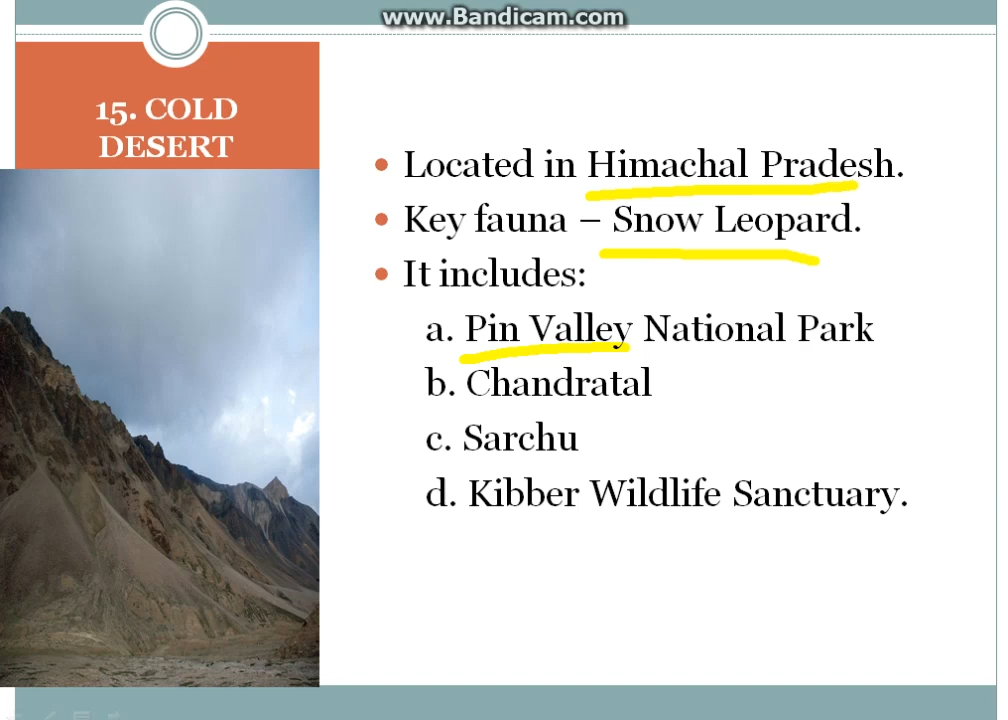 www.Bandicam.com
15. COLD
DESERT
• Located in Himachal Pradesh.
• Key fauna – Snow Leopard.
• It includes:
a. Pin Valley National Park
b. Chandratal
c. Sarchu
d. Kibber Wildlife Sanctuary.